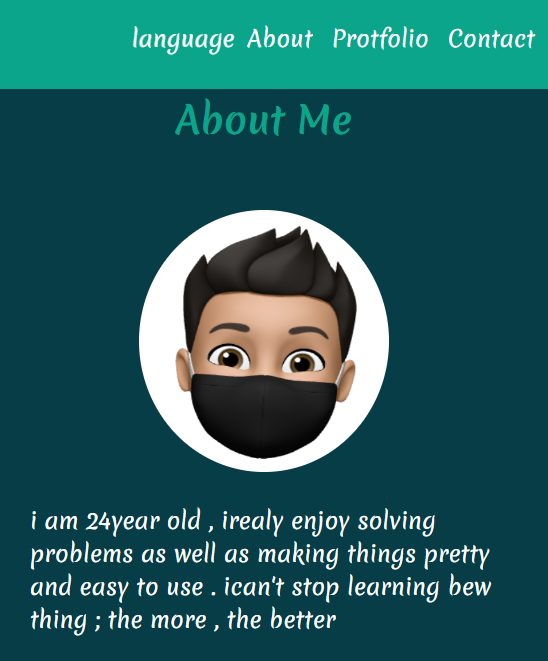 language About Protfolio Contact
About Me
i am 24year old , irealy enjoy solving
problems as well as making things pretty
and easy to use . ican't stop learning bew
thing ; the more , the better